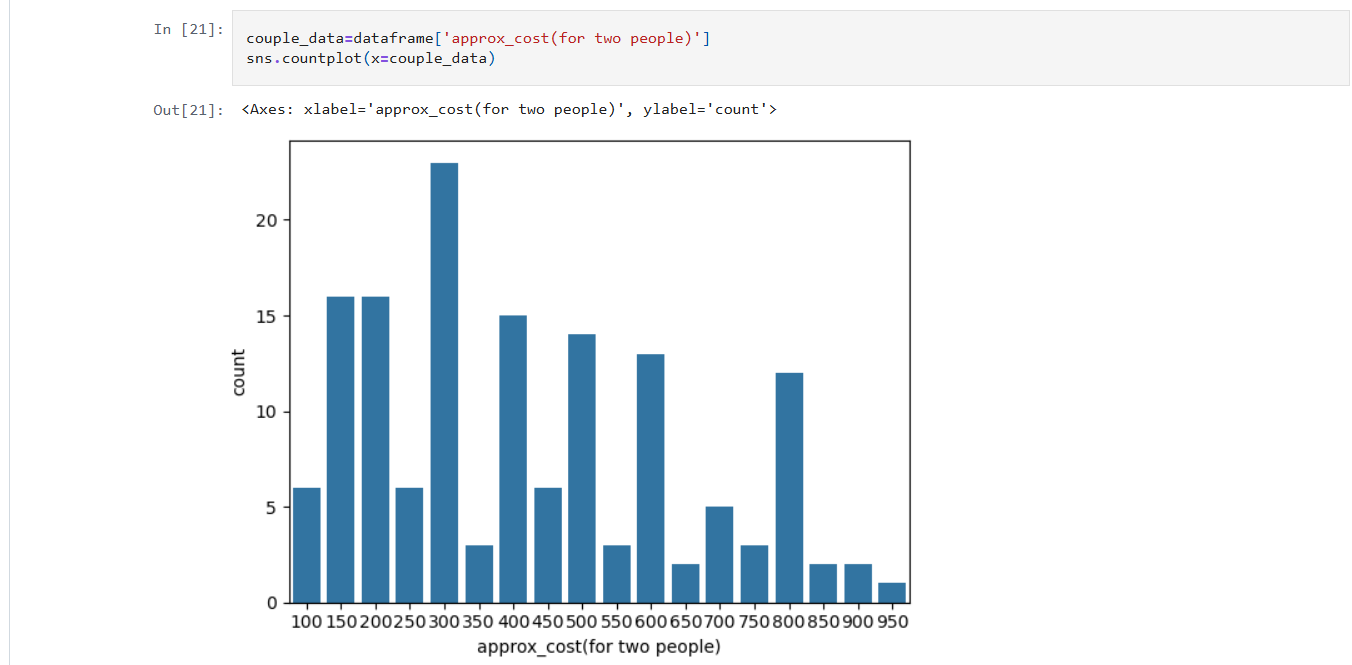 In [21]:
couple_data=dataframe['approx_cost(for two people)']
sns.countplot(x=couple_data)
Out[21]:
<Axes: xlabel='approx_cost(for two people)', ylabel='count'>
20
15
10
5
0
count
100 150 200 250 300 350 400 450 500 550 600 650 700 750 800 850 900 950
approx_cost(for two people)